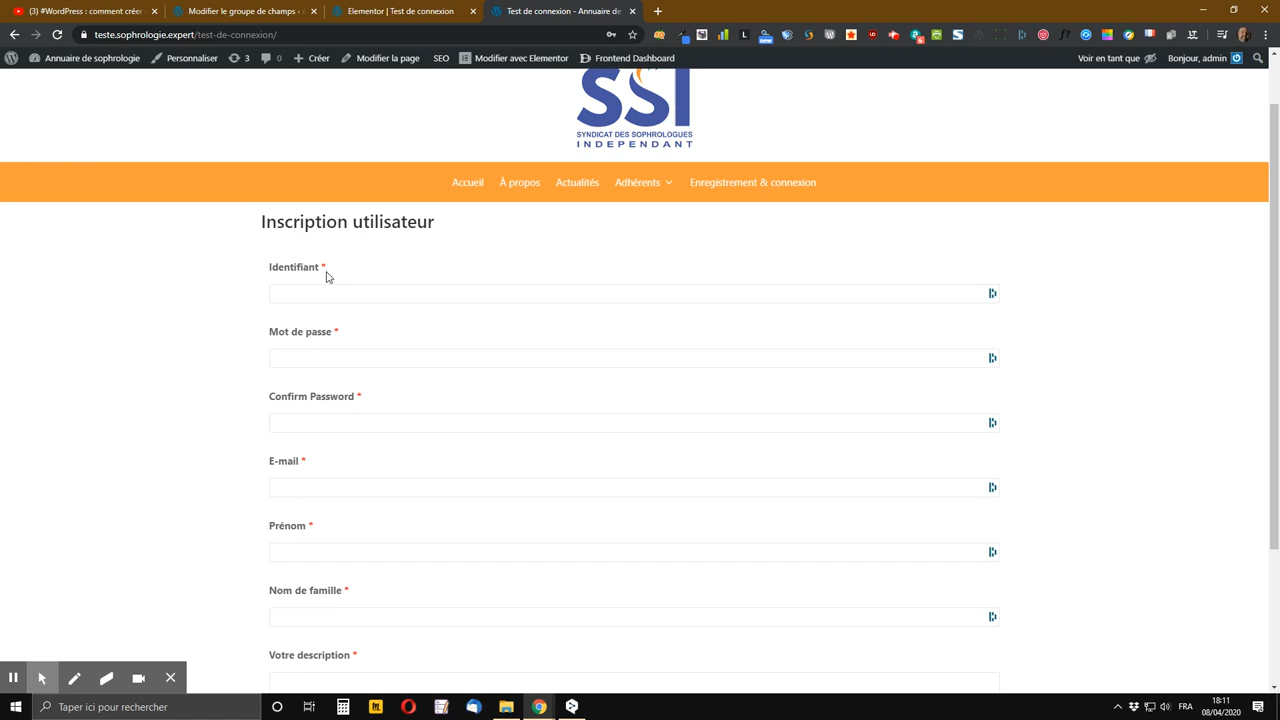 (3) #WordPress : comment créer
Modifier le groupe de champs
Test de connexion
Test de connexion - Annuaire de
test.sophrologie.expert/test-de-connexion/
new
6
Annuaire de sophrologie
Personnaliser
3
0
Créer
Modifier la page
SEO
Modifier avec Elementor
Frontend Dashboard
Voir en tant que
Bonjour, admin
SSI
SYNDICAT DES SOPHROLOGUES
INDEPENDANT
Accueil
À propos
Actualités
Adhérents
Enregistrement & connexion
Inscription utilisateur
Identifiant *
Mot de passe *
Confirm Password *
E-mail *
Prénom *
Nom de famille *
Votre description *
Taper ici pour rechercher
FR
18:11
08/04/2020